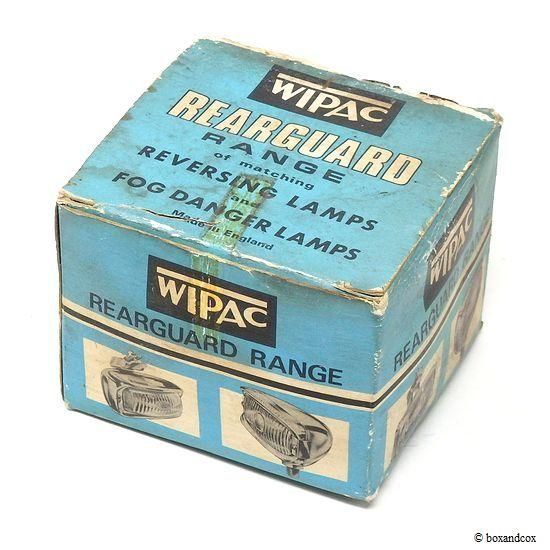 WIPAC
REARGUARD
RANGE
of matching
REVERSING LAMPS
and
FOG DANGER LAMPS
Made in England
WIPAC
REARGUARD RANGE
WIPAC
REARGUARD RANGE
© boxandcox